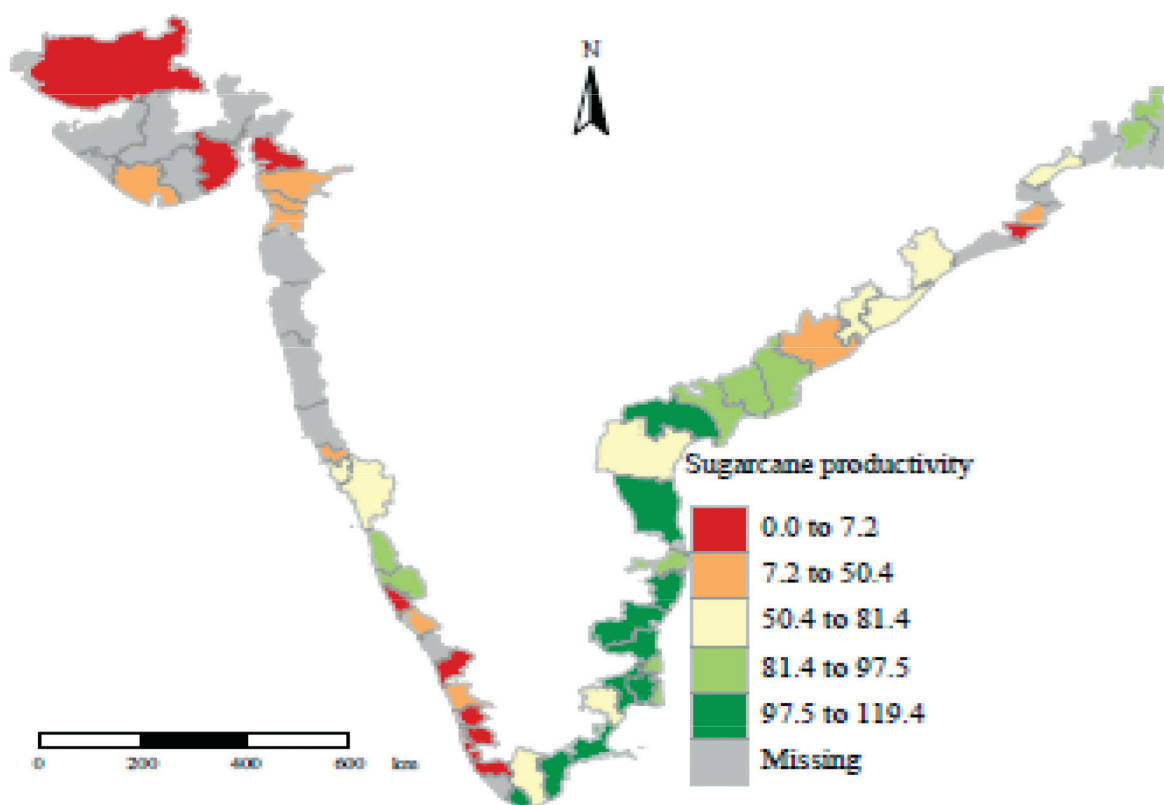 N
Sugarcane productivity
0.0 to 7.2
7.2 to 50.4
50.4 to 81.4
81.4 to 97.5
97.5 to 119.4
Missing
0 200 400 600 km